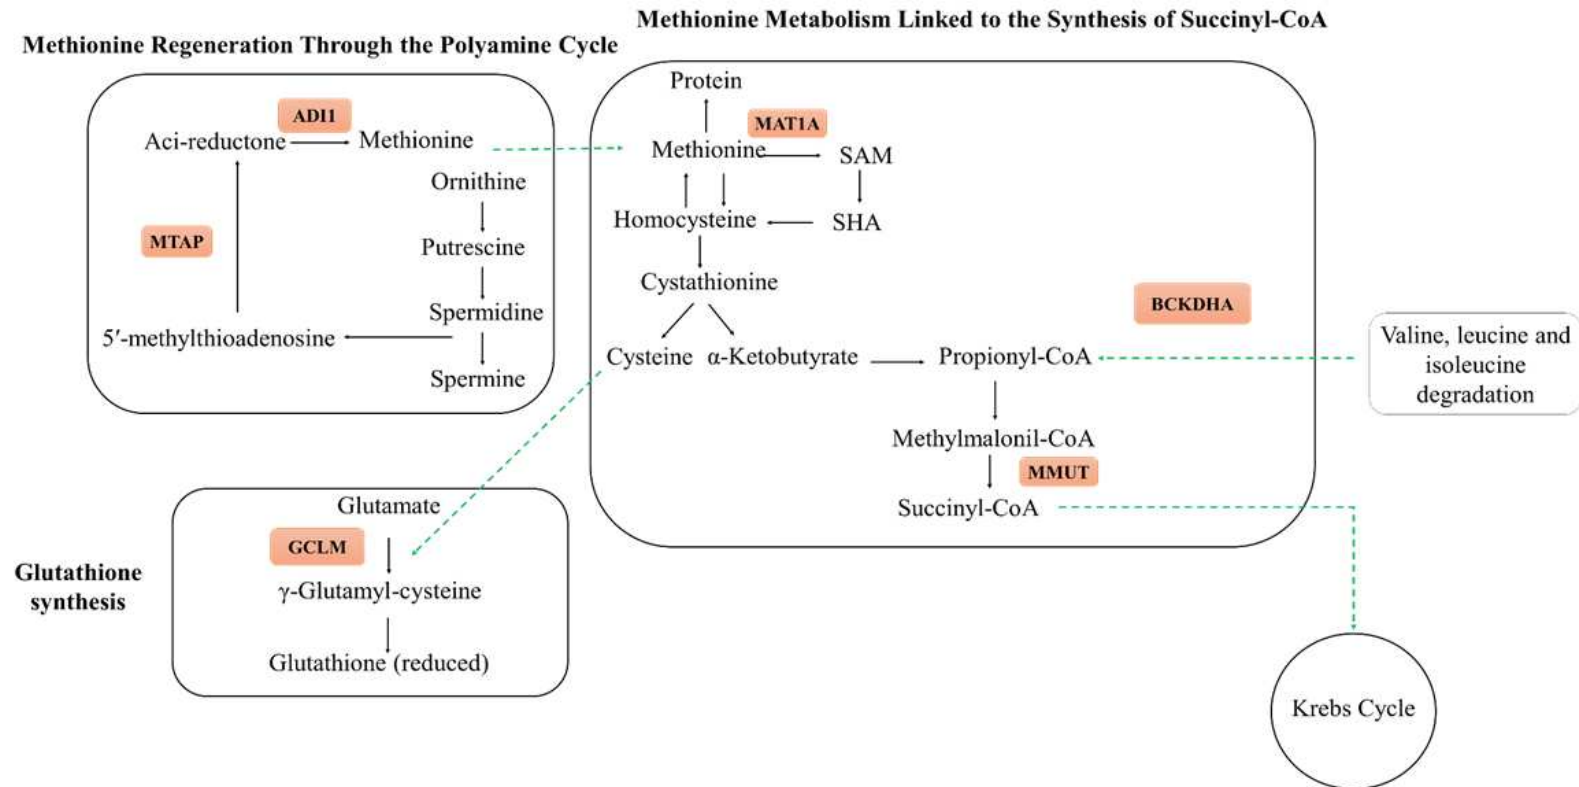 Methionine Metabolism Linked to the Synthesis of Succinyl-CoA
Methionine Regeneration Through the Polyamine Cycle
ADI1
Aci-reductone
Methionine
Ornithine
MTAP
Putrescine
Spermidine
5′-methylthioadenosine
Spermine
Protein
MAT1A
Methionine
SAM
Homocysteine
SHA
Cystathionine
BCKDHA
Cysteine
α-Ketobutyrate
Propionyl-CoA
Valine, leucine and
isoleucine
degradation
Methylmalonil-CoA
MMUT
Succinyl-CoA
Glutathione
synthesis
Glutamate
GCLM
γ-Glutamyl-cysteine
Glutathione (reduced)
Krebs Cycle